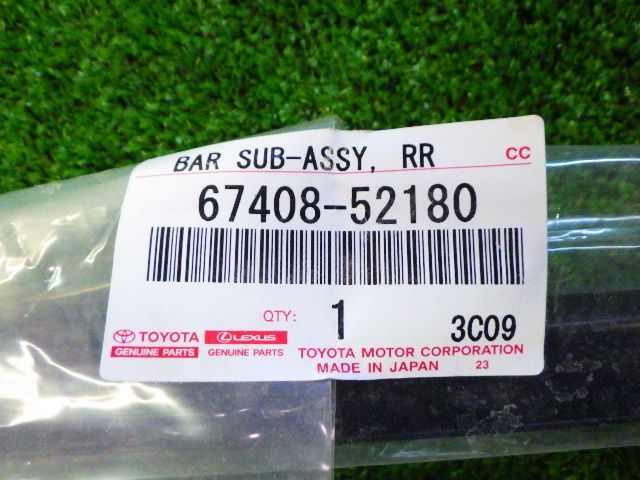 BAR SUB-ASSY, RR CC
67408-52180
QTY: 1 3C09
TOYOTA LEXUS
GENUINE PARTS GENUINE PARTS TOYOTA MOTOR CORPORATION
MADE IN JAPAN 23